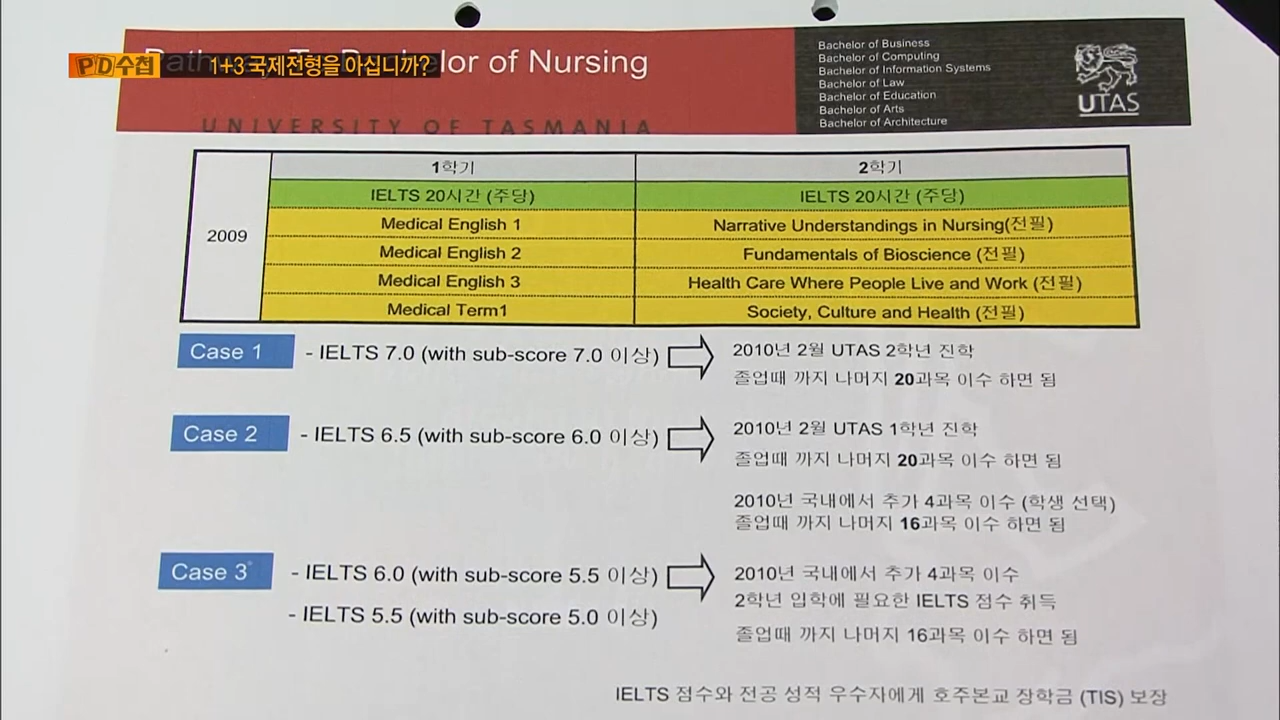 PD수첩
1+3 국제전형을 아십니까?
lor of Nursing
UNIVERSITY OF TASMANIA
Bachelor of Business
Bachelor of Computing
Bachelor of Information Systems
Bachelor of Law
Bachelor of Education
Bachelor of Arts
Bachelor of Architecture
UTAS
2009
1학기
2학기
IELTS 20시간 (주당)
IELTS 20시간 (주당)
Medical English 1
Narrative Understandings in Nursing(전필)
Medical English 2
Fundamentals of Bioscience (전필)
Medical English 3
Health Care Where People Live and Work (전필)
Medical Term1
Society, Culture and Health (전필)
Case 1
- IELTS 7.0 (with sub-score 7.0 이상)
2010년 2월 UTAS 2학년 진학
졸업때 까지 나머지 20과목 이수 하면 됨
Case 2
- IELTS 6.5 (with sub-score 6.0 이상)
2010년 2월 UTAS 1학년 진학
졸업때 까지 나머지 20과목 이수 하면 됨
2010년 국내에서 추가 4과목 이수 (학생 선택)
졸업때 까지 나머지 16과목 이수 하면 됨
Case 3
- IELTS 6.0 (with sub-score 5.5 이상)
- IELTS 5.5 (with sub-score 5.0 이상)
2010년 국내에서 추가 4과목 이수
2학년 입학에 필요한 IELTS 점수 취득
졸업때 까지 나머지 16과목 이수 하면 됨
IELTS 점수와 전공 성적 우수자에게 호주본교 장학금 (TIS) 보장